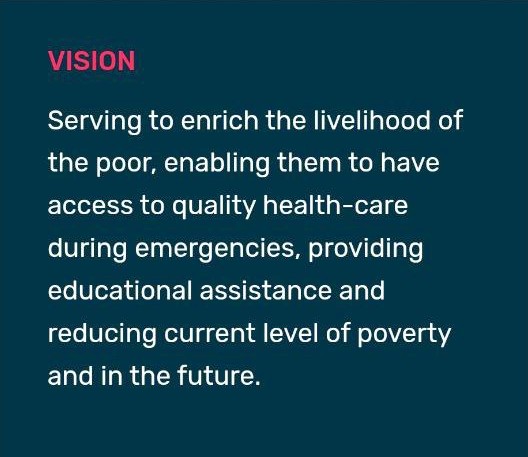 VISION
Serving to enrich the livelihood of
the poor, enabling them to have
access to quality health-care
during emergencies, providing
educational assistance and
reducing current level of poverty
and in the future.